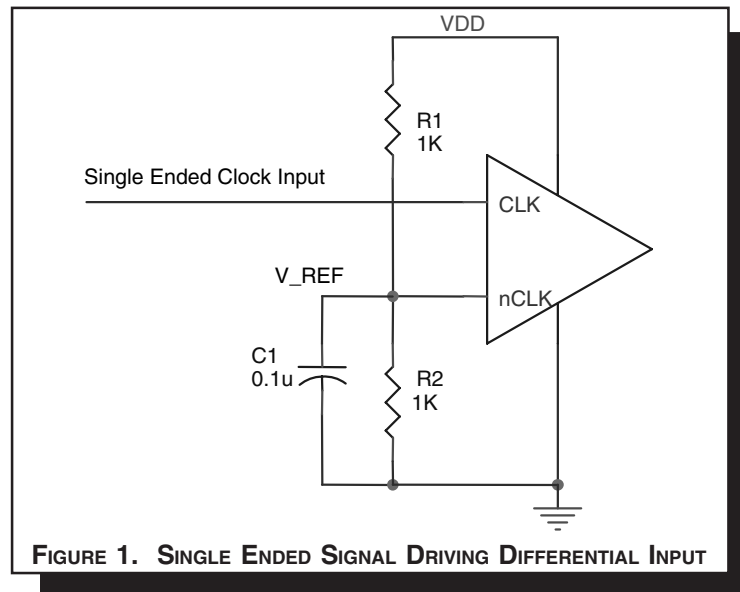 VDD
R1
1K
Single Ended Clock Input
CLK
V_REF
nCLK
C1
0.1u
R2
1K
FIGURE 1. SINGLE ENDED SIGNAL DRIVING DIFFERENTIAL INPUT